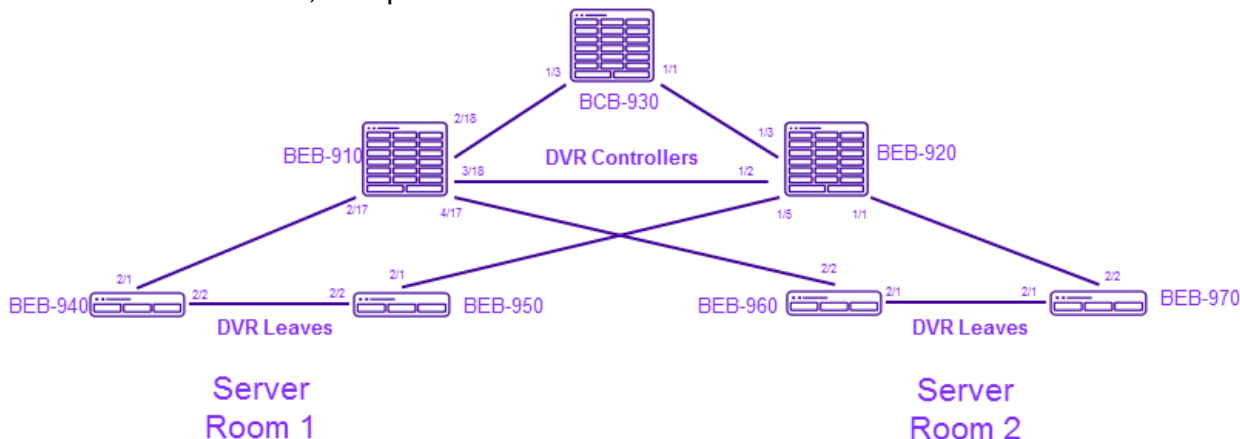 1/3
1/1
BCB-930
2/18
1/3
BEB-910
DVR Controllers
BEB-920
3/18
1/2
2/17
4/17
1/5
1/1
2/1
2/1
2/2
2/2
BEB-940
2/2
2/2
BEB-950
BEB-960
2/1
2/1
BEB-970
DVR Leaves
DVR Leaves
Server
Room 1
Server
Room 2